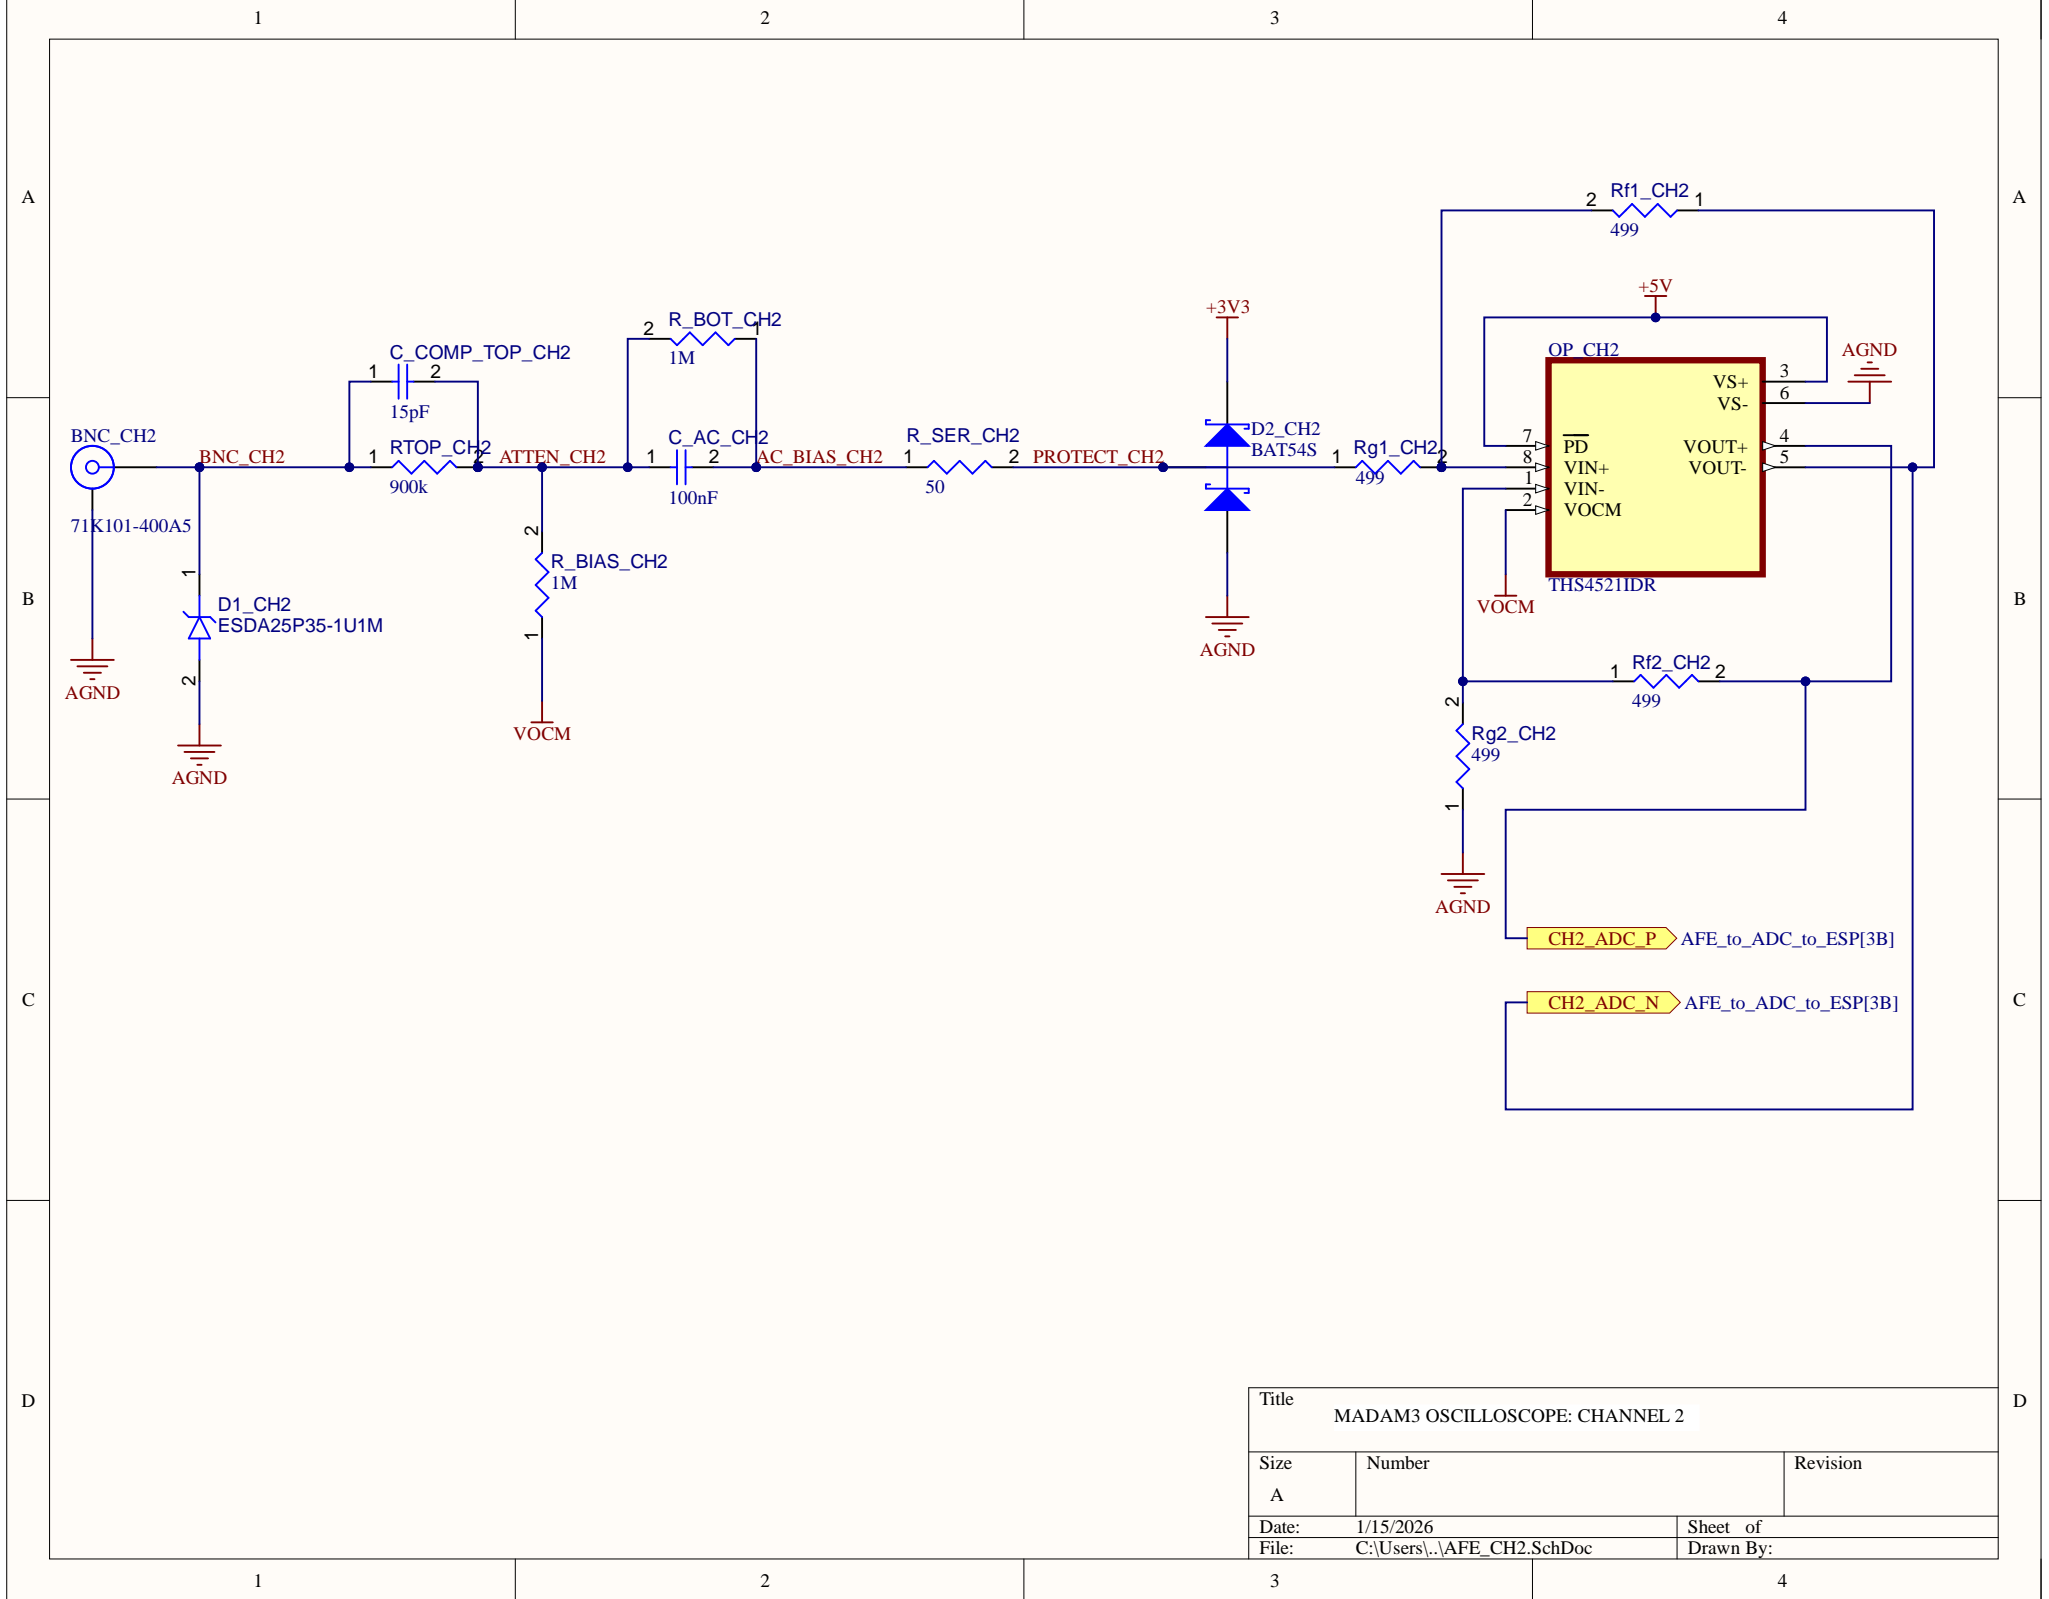 1 2 3 4
A A
B B
C C
D D
1 2 3 4
BNC_CH2
71K101-400A5
AGND
BNC_CH2
1
D1_CH2
ESDA25P35-1U1M
2
AGND
C_COMP_TOP_CH2
1 2
15pF
RTOP_CH2
1 2
900k
ATTEN_CH2
2
R_BIAS_CH2
1M
1
VOCM
R_BOT_CH2
2 1
1M
C_AC_CH2
1 2
100nF
AC_BIAS_CH2
R_SER_CH2
1 2
50
PROTECT_CH2
+3V3
D2_CH2
BAT54S
AGND
Rg1_CH2
1 2
499
Rf1_CH2
2 1
499
+5V
OP_CH2
AGND
VS+ 3
VS- 6
7 PD
8 VIN+
1 VIN-
2 VOCM
VOUT+ 4
VOUT- 5
THS4521IDR
VOCM
Rf2_CH2
1 2
499
2
Rg2_CH2
499
1
AGND
CH2_ADC_P AFE_to_ADC_to_ESP[3B]
CH2_ADC_N AFE_to_ADC_to_ESP[3B]
Title
MADAM3 OSCILLOSCOPE: CHANNEL 2
Size Number Revision
A
Date: 1/15/2026 Sheet of
File: C:\Users\..\AFE_CH2.SchDoc Drawn By: